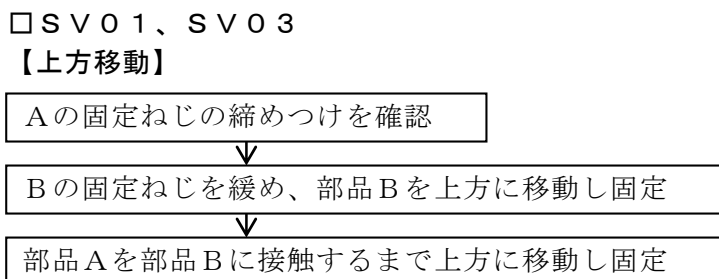 □ＳＶ０１、ＳＶ０３
【上方移動】
Ａの固定ねじの締めつけを確認
Ｂの固定ねじを緩め、部品Ｂを上方に移動し固定
部品Ａを部品Ｂに接触するまで上方に移動し固定